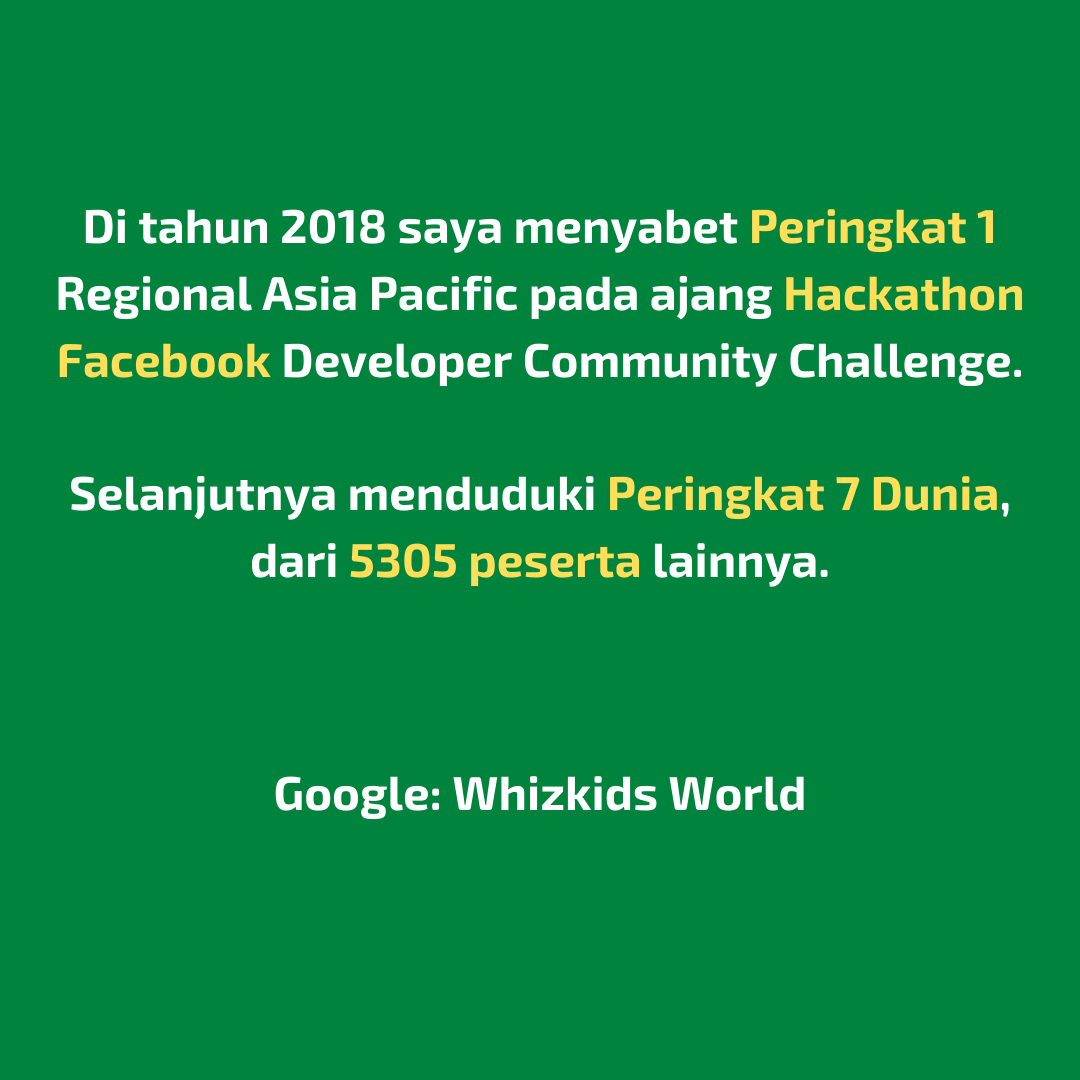 Di tahun 2018 saya menyabet Peringkat 1
Regional Asia Pacific pada ajang Hackathon
Facebook Developer Community Challenge.
Selanjutnya menduduki Peringkat 7 Dunia,
dari 5305 peserta lainnya.
Google: Whizkids World